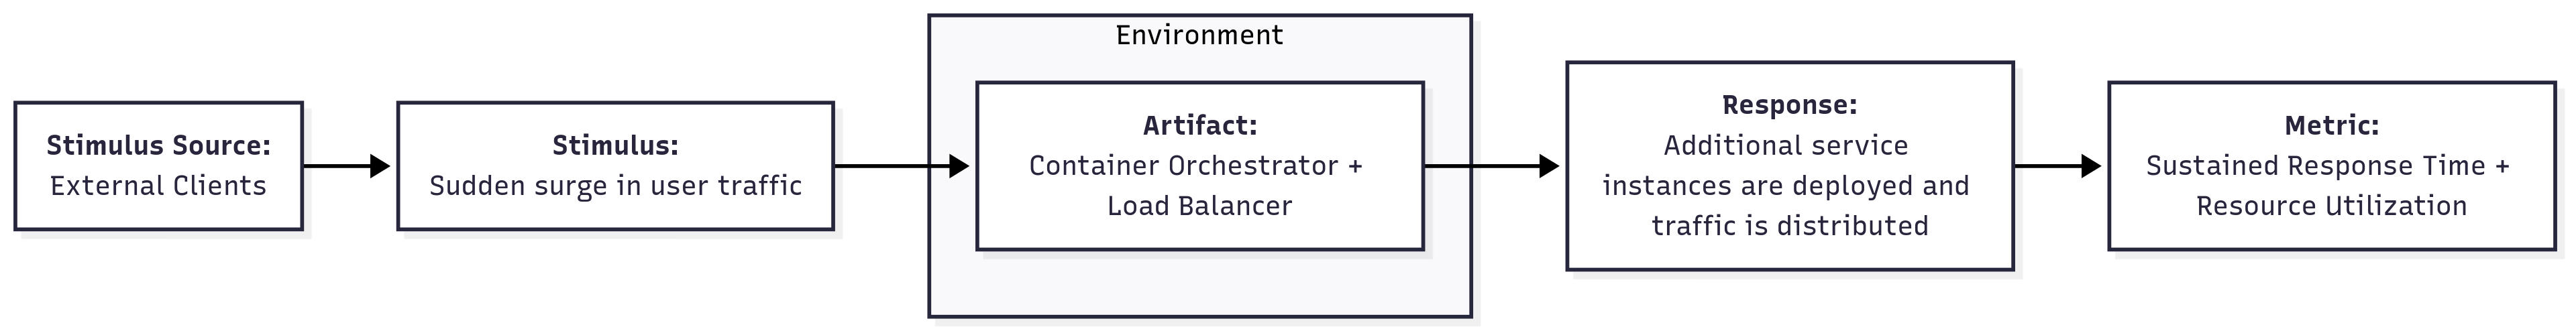 Stimulus Source:
External Clients
Stimulus:
Sudden surge in user traffic
Environment
Artifact:
Container Orchestrator +
Load Balancer
Response:
Additional service
instances are deployed and
traffic is distributed
Metric:
Sustained Response Time +
Resource Utilization